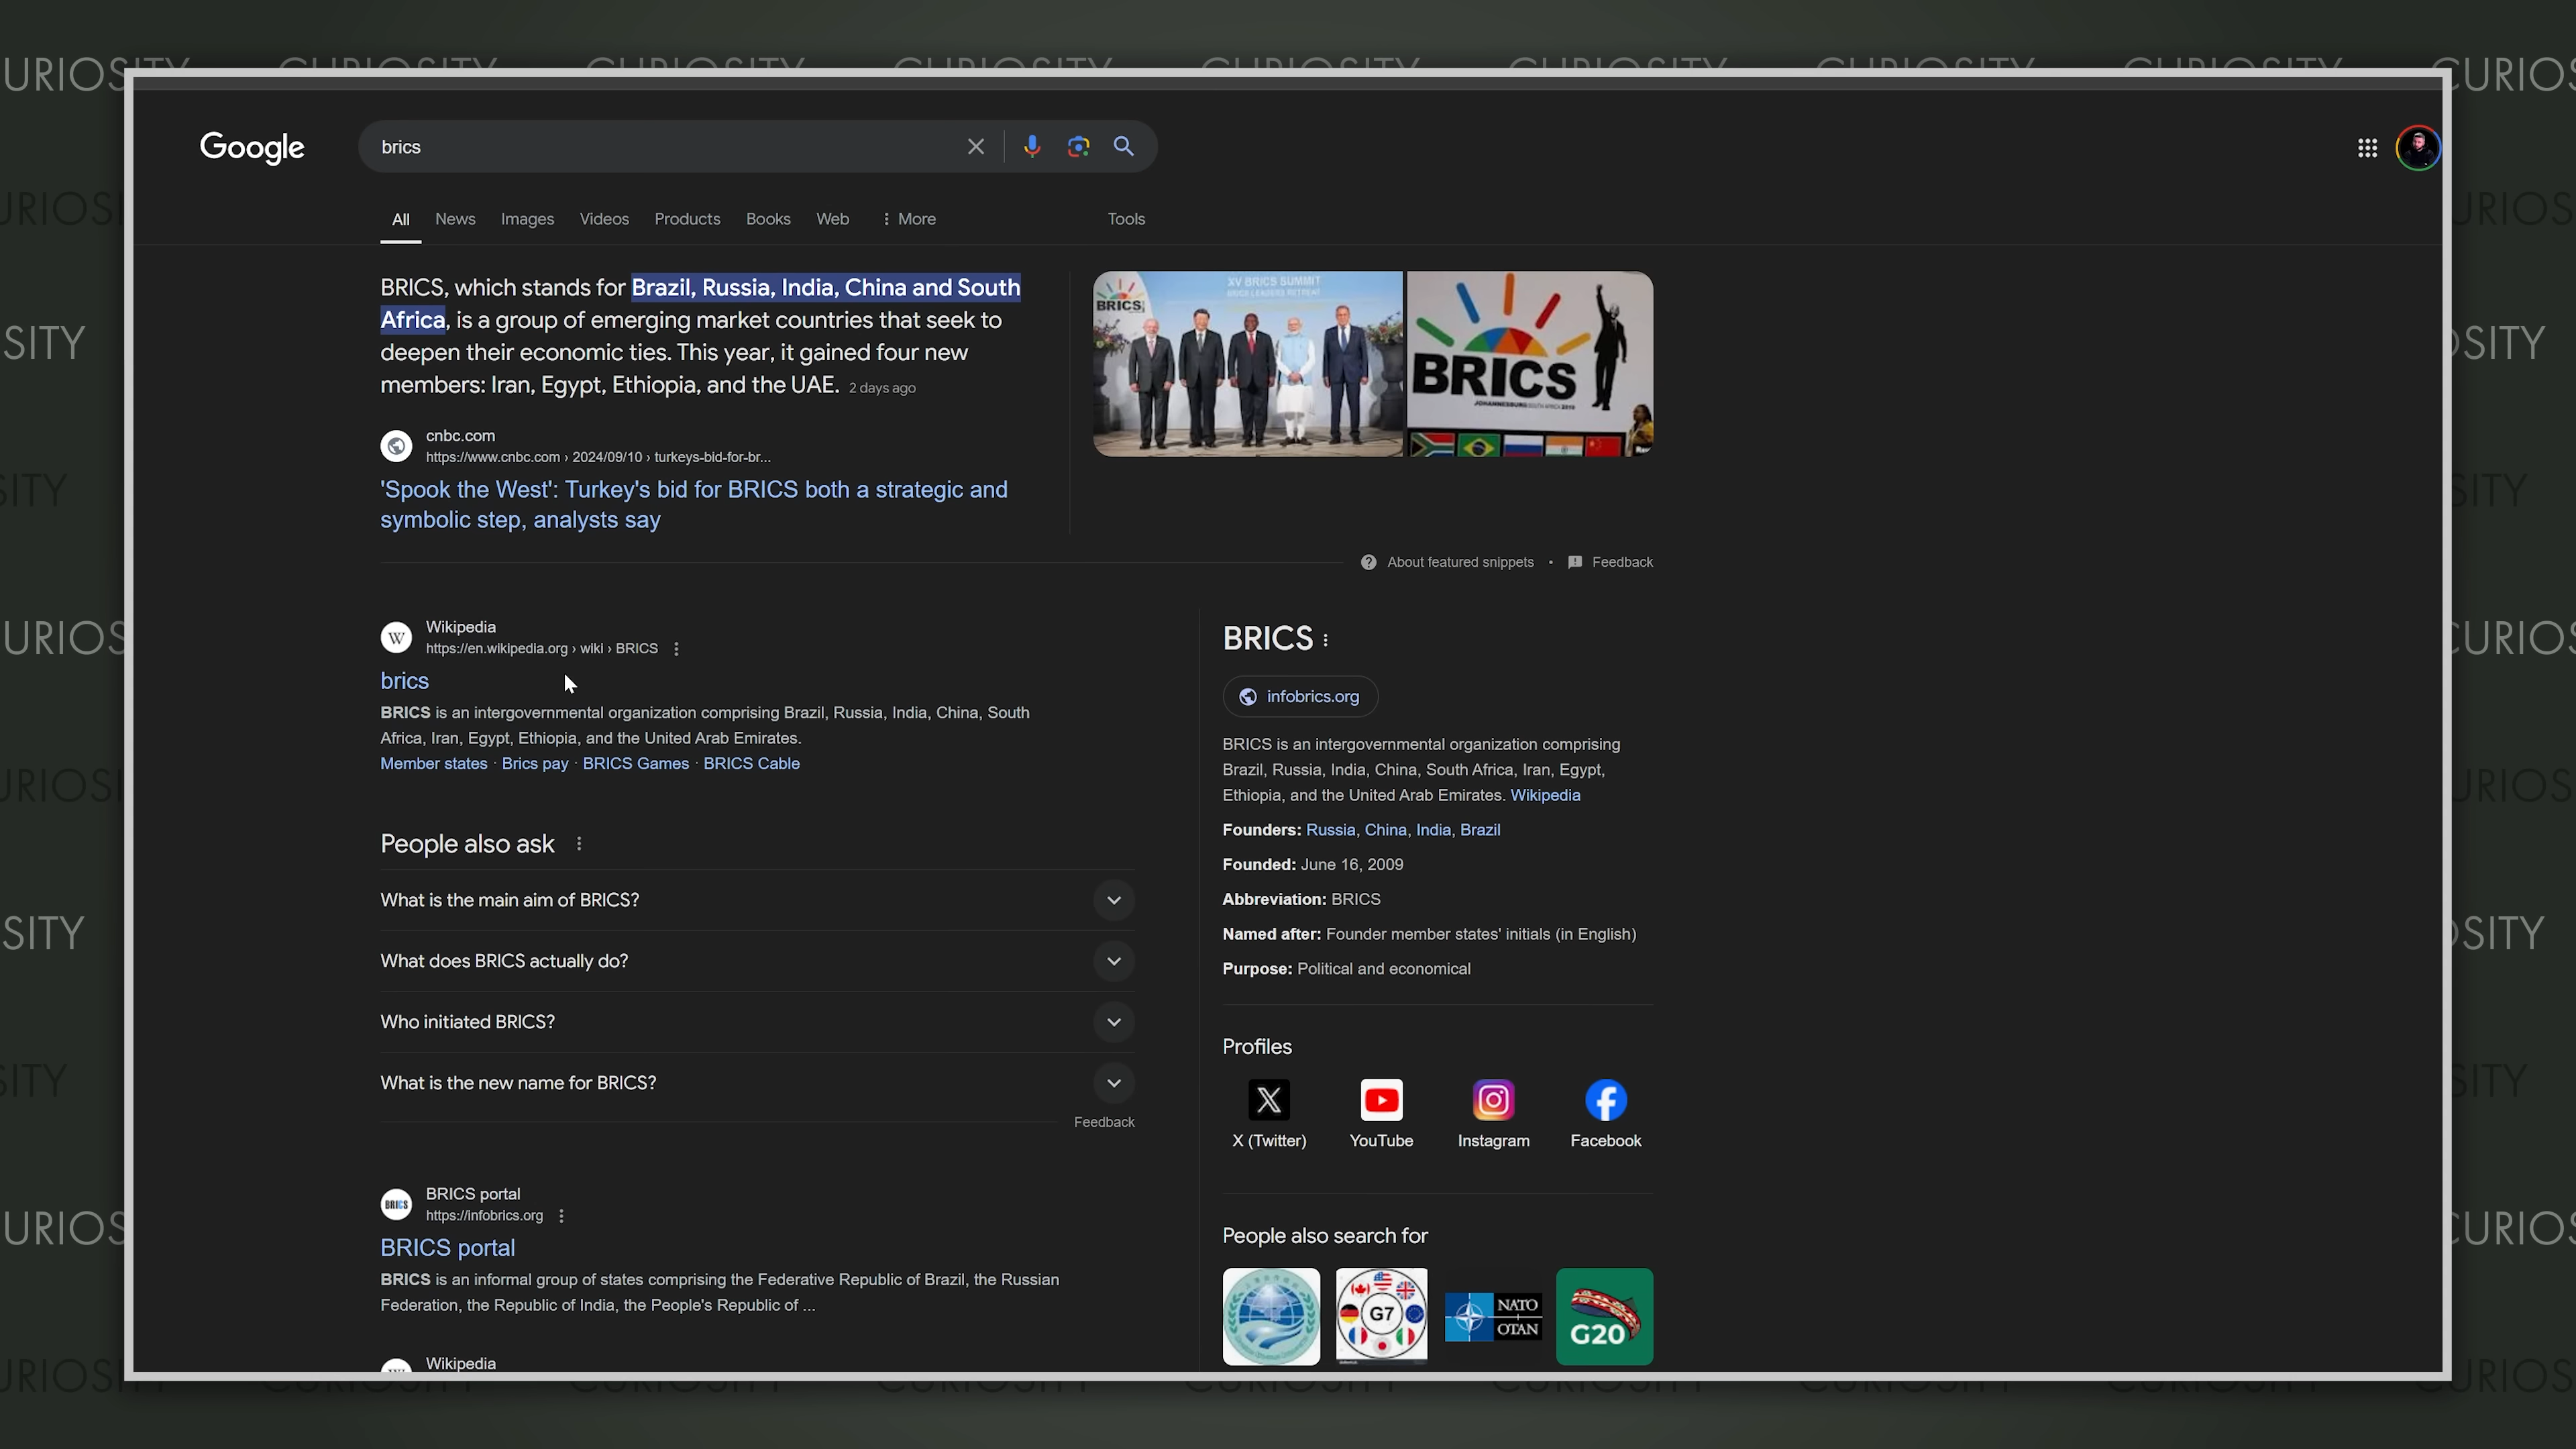 CURIOSITY CURIOSITY CURIOSITY CURIOSITY CURIOSITY CURIOSITY CURIOSITY
Google
brics
All News Images Videos Products Books Web More Tools
BRICS, which stands for Brazil, Russia, India, China and South
Africa, is a group of emerging market countries that seek to
deepen their economic ties. This year, it gained four new
members: Iran, Egypt, Ethiopia, and the UAE. 2 days ago
cnbc.com
https://www.cnbc.com › 2024/09/10 › turkeys-bid-for-br...
'Spook the West': Turkey's bid for BRICS both a strategic and
symbolic step, analysts say
XV BRICS SUMMIT
BRICS LEADERS RETREAT
BRICS
BRICS
About featured snippets • Feedback
Wikipedia
https://en.wikipedia.org › wiki › BRICS
brics
BRICS is an intergovernmental organization comprising Brazil, Russia, India, China, South
Africa, Iran, Egypt, Ethiopia, and the United Arab Emirates.
Member states · Brics pay · BRICS Games · BRICS Cable
People also ask
What is the main aim of BRICS?
What does BRICS actually do?
Who initiated BRICS?
What is the new name for BRICS?
Feedback
BRICS portal
https://infobrics.org
BRICS portal
BRICS is an informal group of states comprising the Federative Republic of Brazil, the Russian
Federation, the Republic of India, the People's Republic of ...
Wikipedia
BRICS
infobrics.org
BRICS is an intergovernmental organization comprising
Brazil, Russia, India, China, South Africa, Iran, Egypt,
Ethiopia, and the United Arab Emirates. Wikipedia
Founders: Russia, China, India, Brazil
Founded: June 16, 2009
Abbreviation: BRICS
Named after: Founder member states' initials (in English)
Purpose: Political and economical
Profiles
X (Twitter) YouTube Instagram Facebook
People also search for
G7
NATO
OTAN
G20